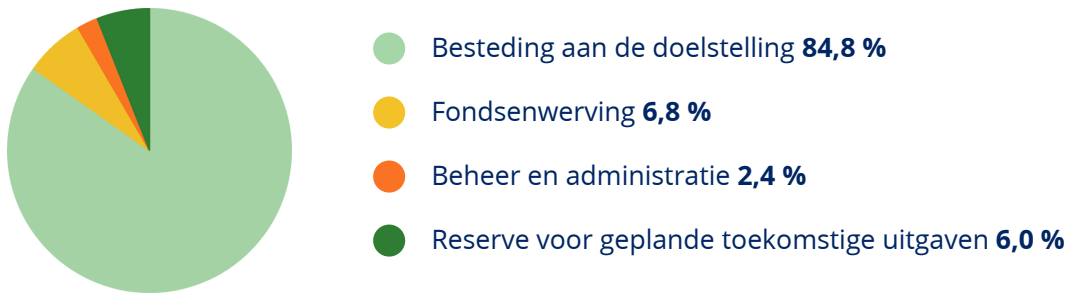 Besteding aan de doelstelling 84,8 %
Fondsenwerving 6,8 %
Beheer en administratie 2,4 %
Reserve voor geplande toekomstige uitgaven 6,0 %